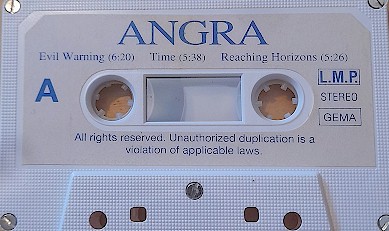 ANGRA
Evil Warning (6:20) Time (5:38) Reaching Horizons (5:26)
A
L.M.P.
STEREO
GEMA
All rights reserved. Unauthorized duplication is a
violation of applicable laws.